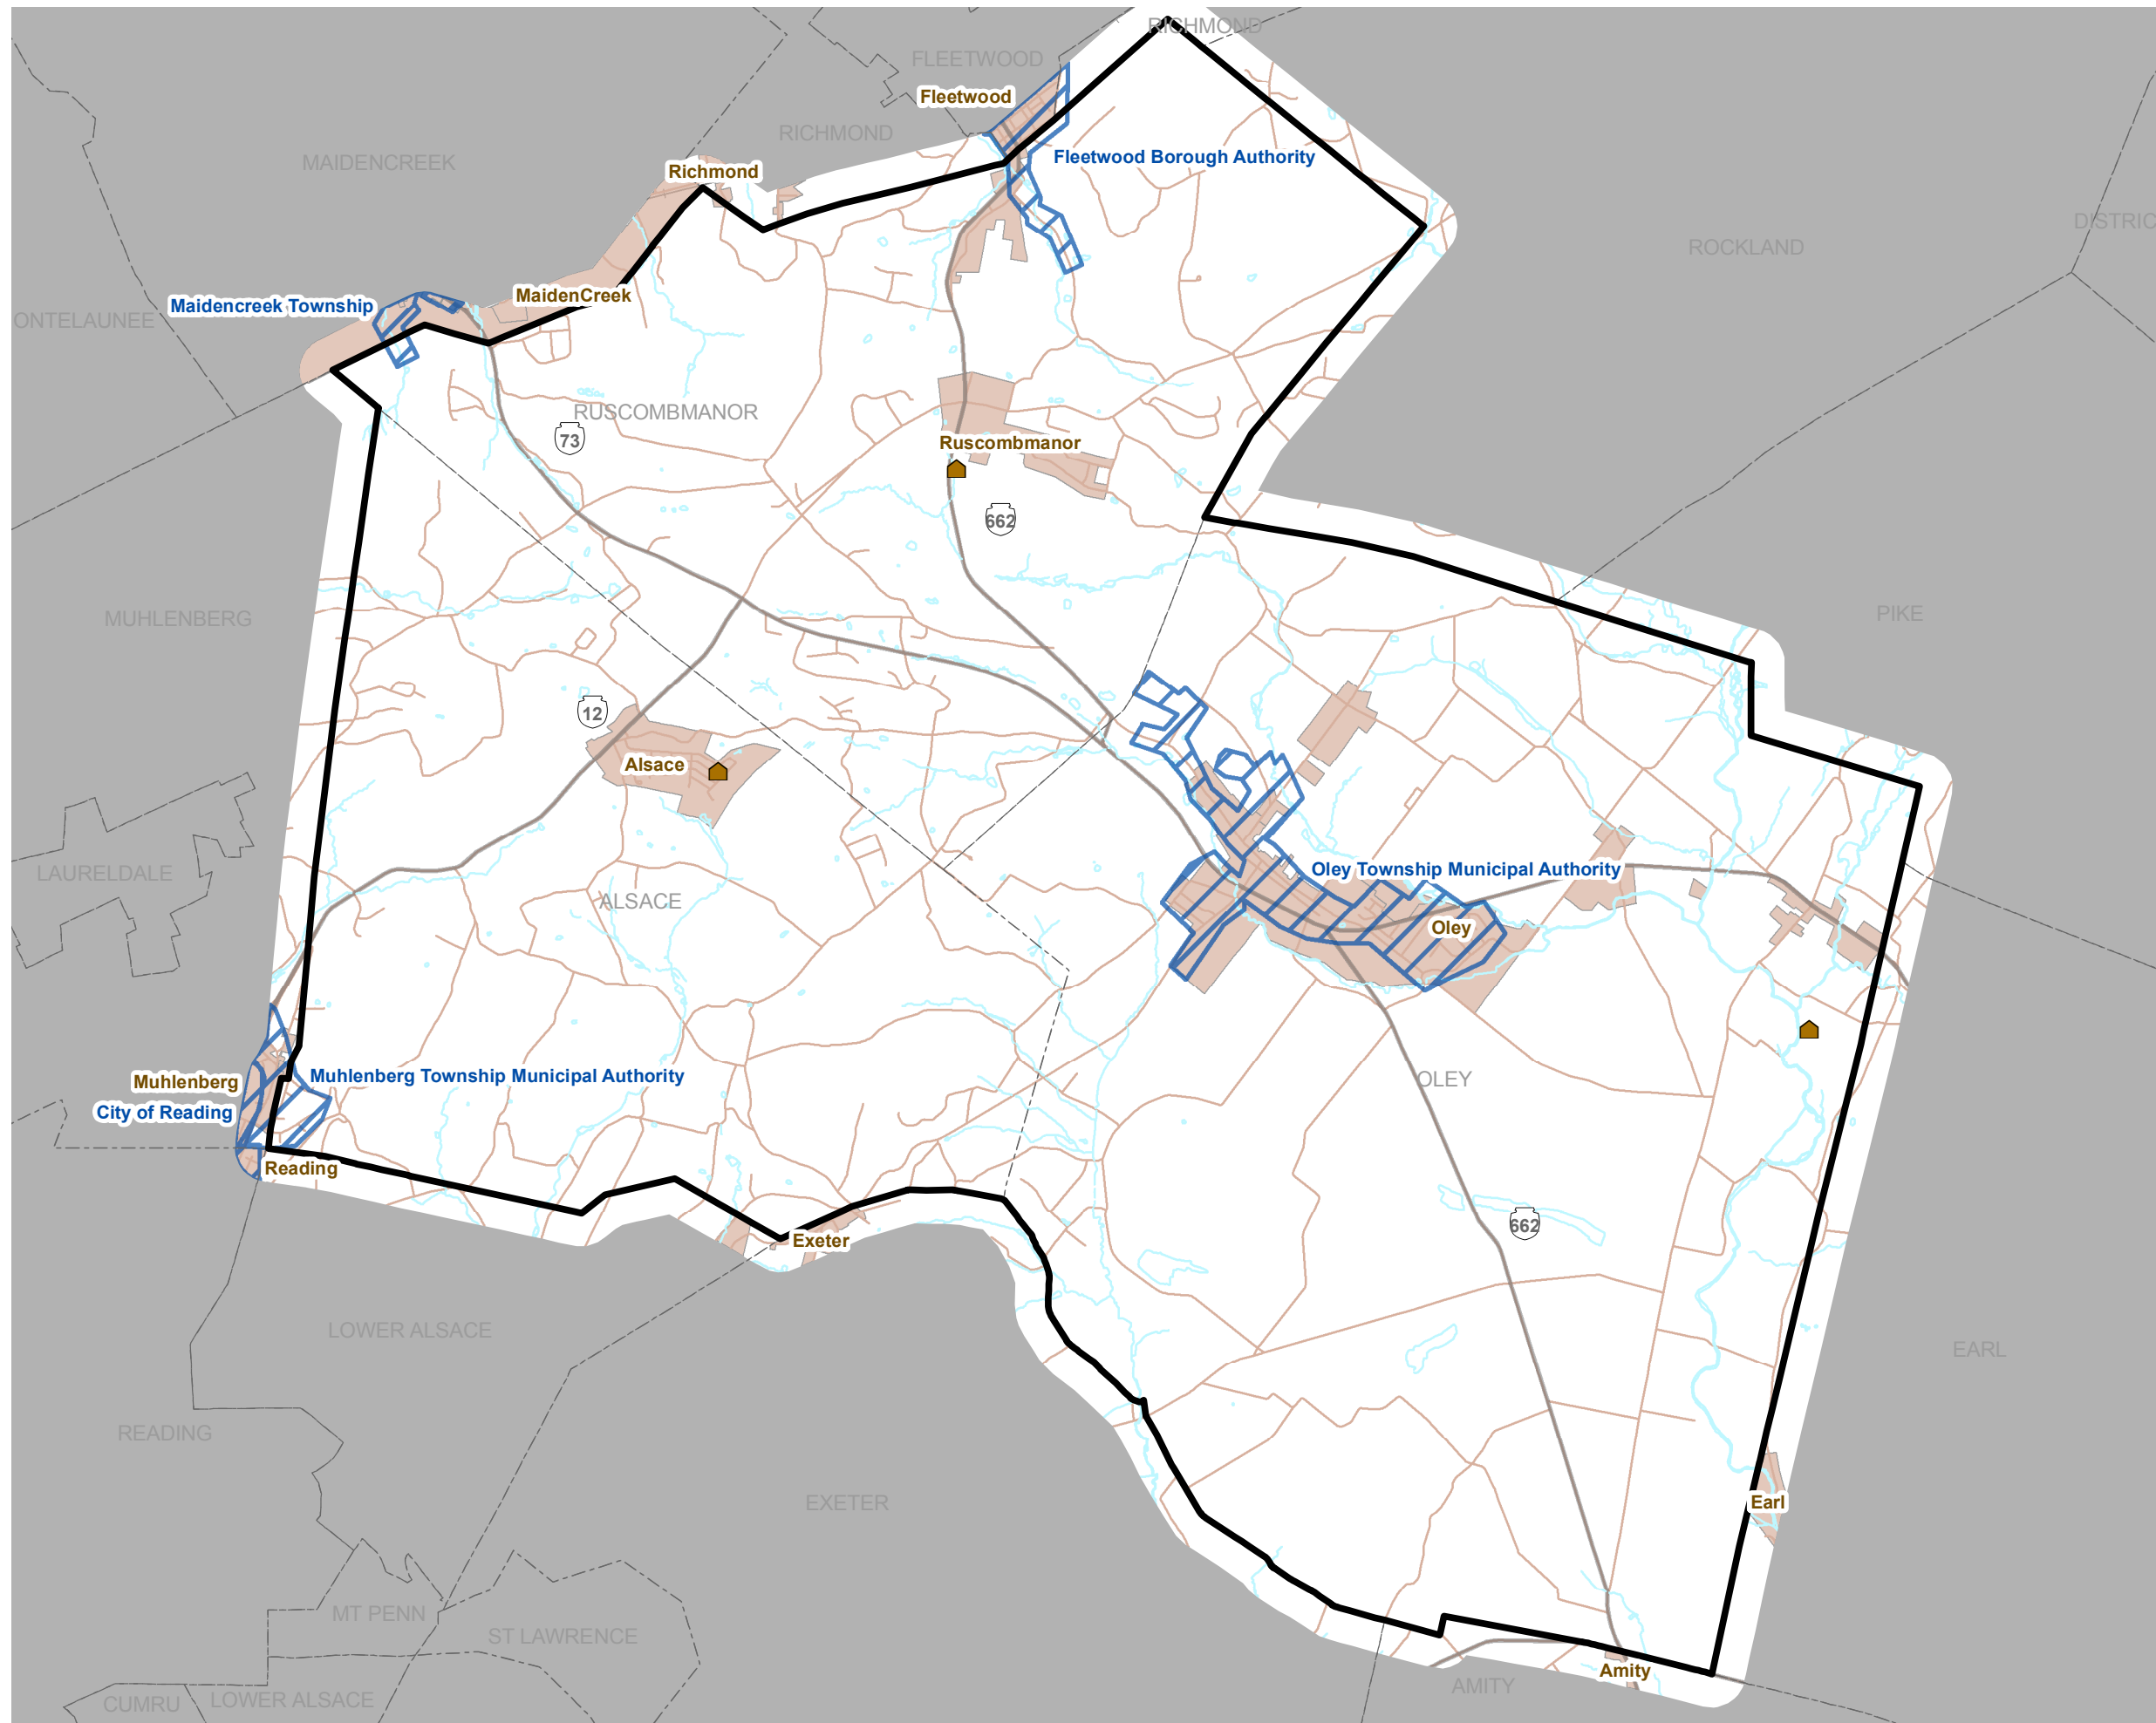 RICHMOND
FLEETWOOD
Fleetwood
RICHMOND
MAIDENCREEK
Fleetwood Borough Authority
Richmond
DISTRIC
ROCKLAND
MaidenCreek
Maidencreek Township
ONTELAUNEE
RUSCOMBMANOR
73
Ruscombmanor
662
PIKE
MUHLENBERG
12
Alsace
Oley Township Municipal Authority
LAURELDALE
ALSACE
Oley
Muhlenberg Township Municipal Authority
Muhlenberg
OLEY
City of Reading
Reading
662
Exeter
LOWER ALSACE
EARL
READING
EXETER
Earl
MT PENN
ST LAWRENCE
Amity
AMITY
LOWER ALSACE
CUMRU